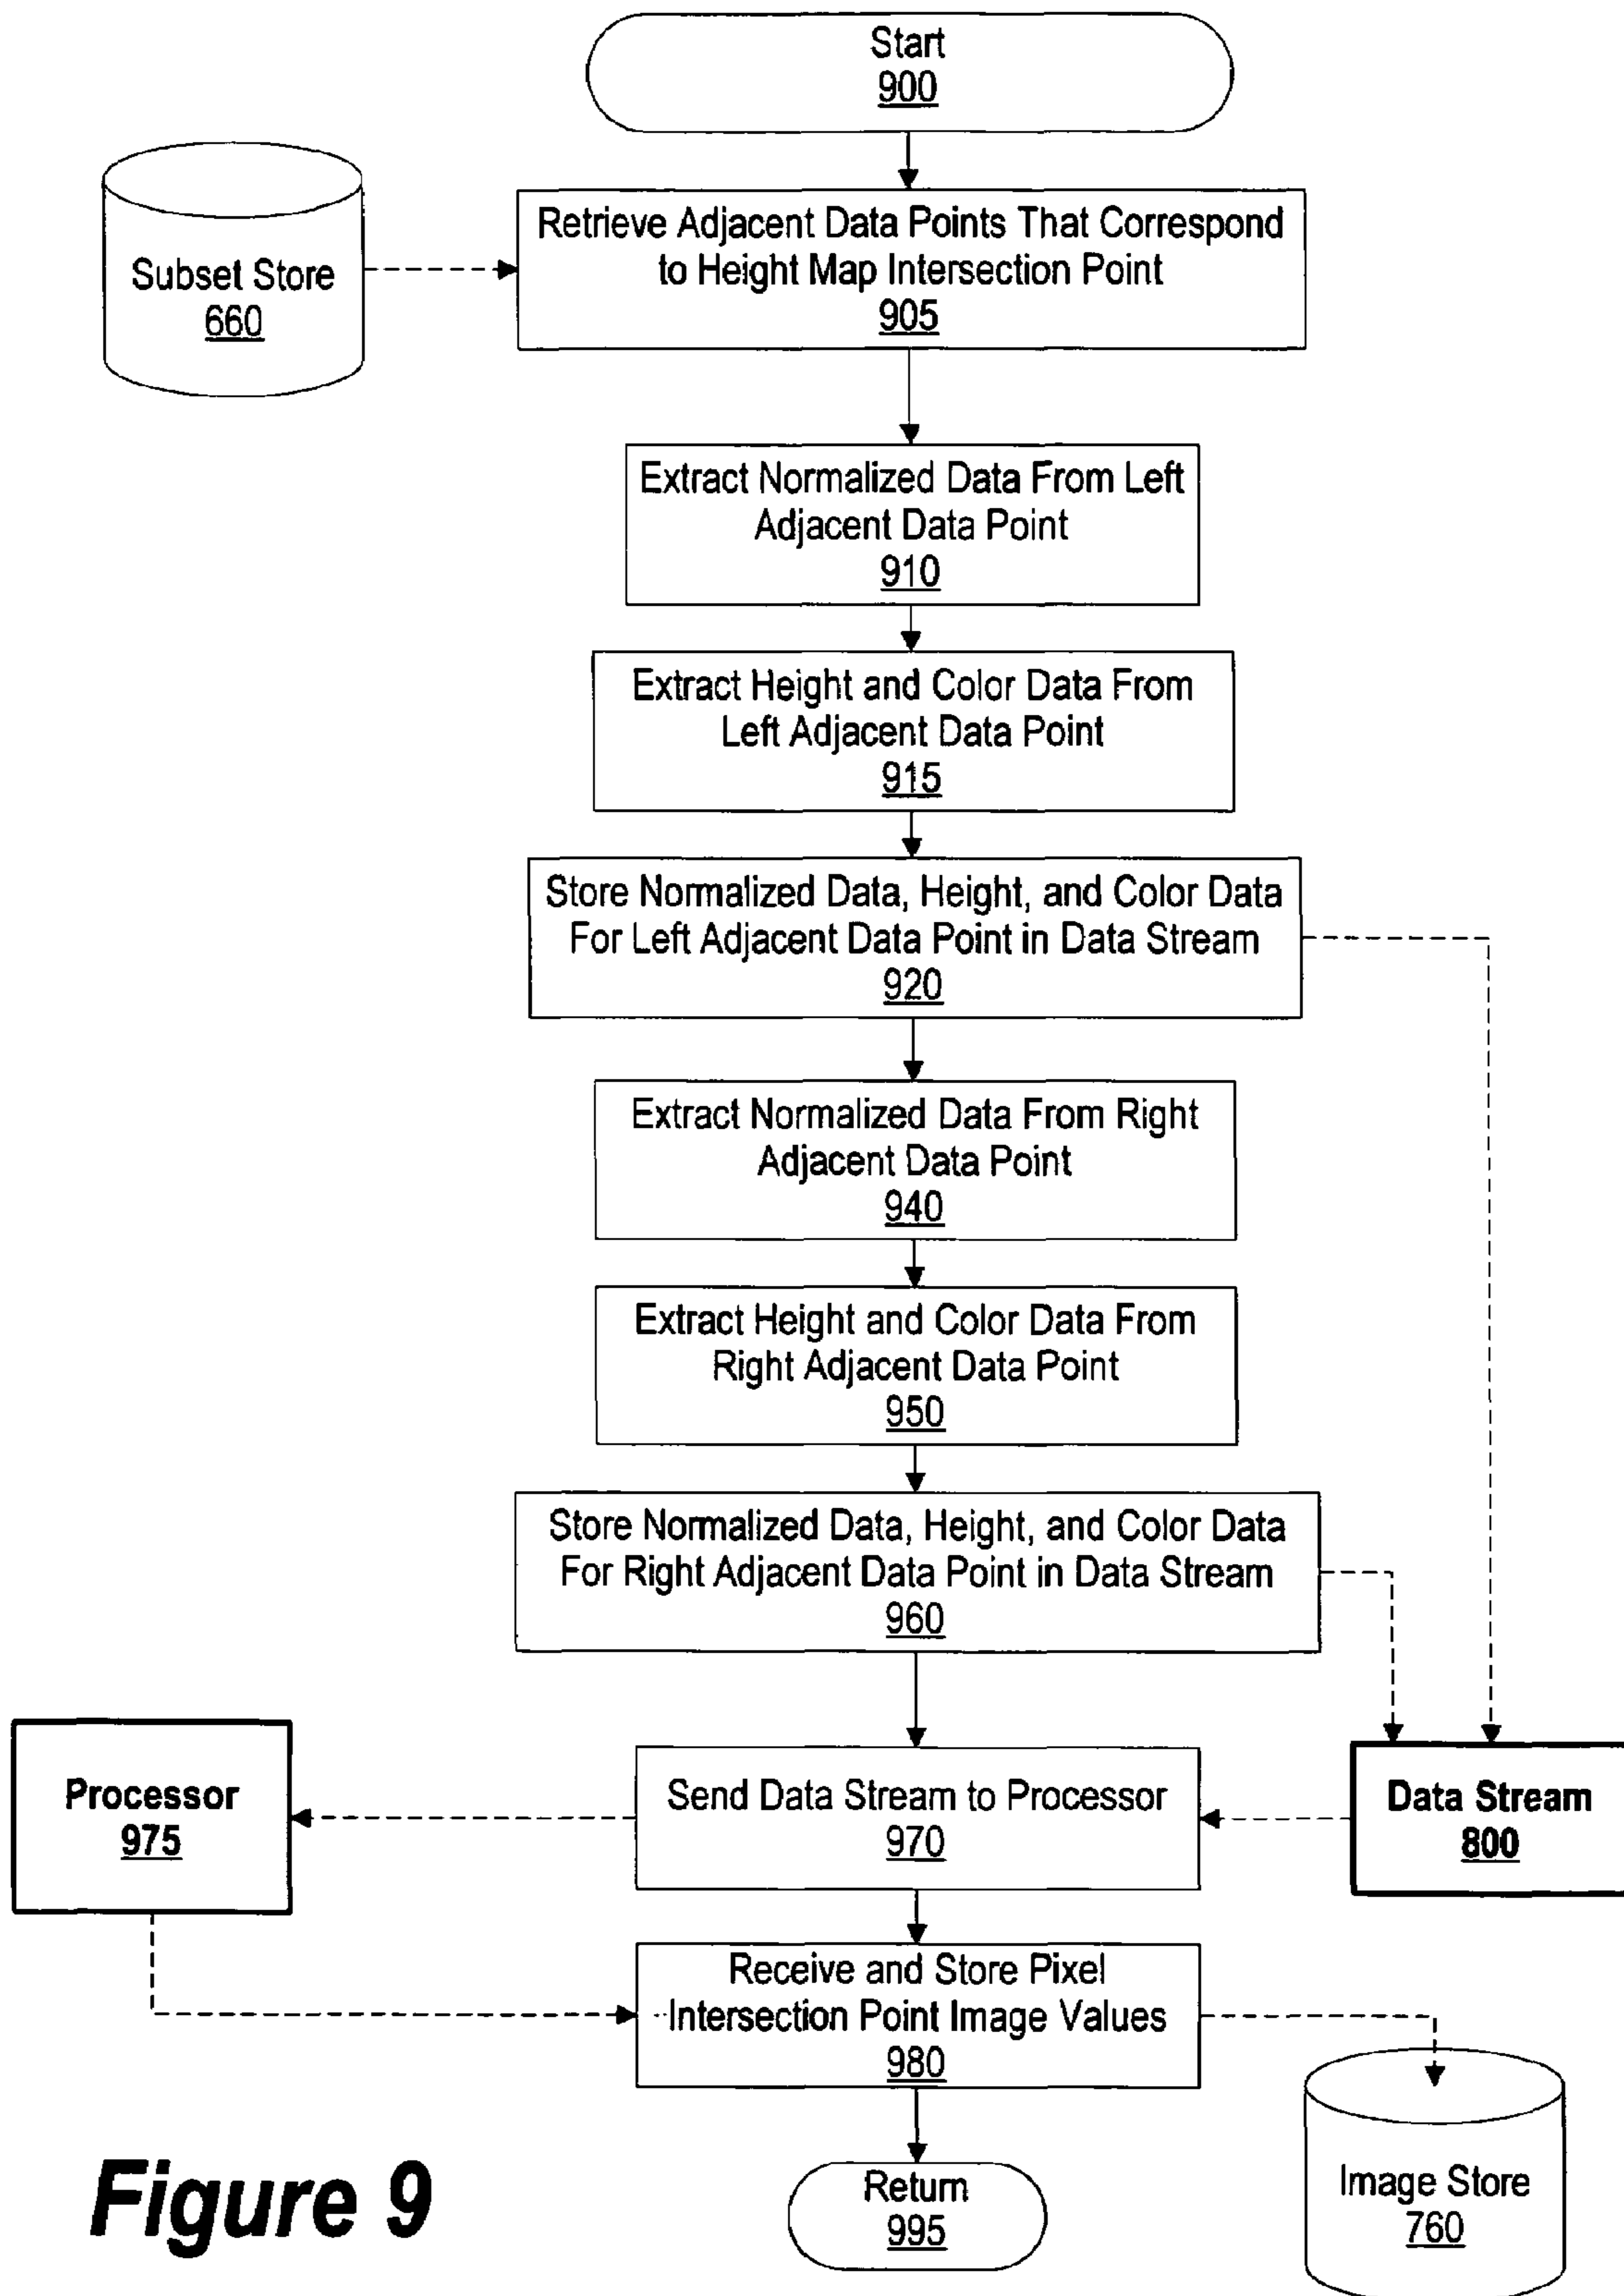 Start
900
Subset Store
660
Retrieve Adjacent Data Points That Correspond
to Height Map Intersection Point
905
Extract Normalized Data From Left
Adjacent Data Point
910
Extract Height and Color Data From
Left Adjacent Data Point
915
Store Normalized Data, Height, and Color Data
For Left Adjacent Data Point in Data Stream
920
Extract Normalized Data From Right
Adjacent Data Point
940
Extract Height and Color Data From
Right Adjacent Data Point
950
Store Normalized Data, Height, and Color Data
For Right Adjacent Data Point in Data Stream
960
Processor
975
Send Data Stream to Processor
970
Data Stream
800
Receive and Store Pixel
Intersection Point Image Values
980
Return
995
Image Store
760
Figure 9